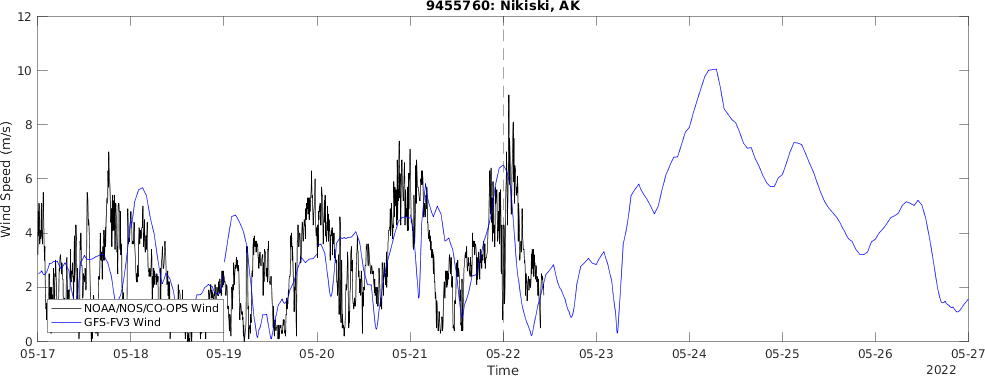 9455760: Nikiski, AK
12
10
8
6
4
2
0
Wind Speed (m/s)
NOAA/NOS/CO-OPS Wind
GFS-FV3 Wind
05-17 05-18 05-19 05-20 05-21 05-22 05-23 05-24 05-25 05-26 05-27
Time
2022